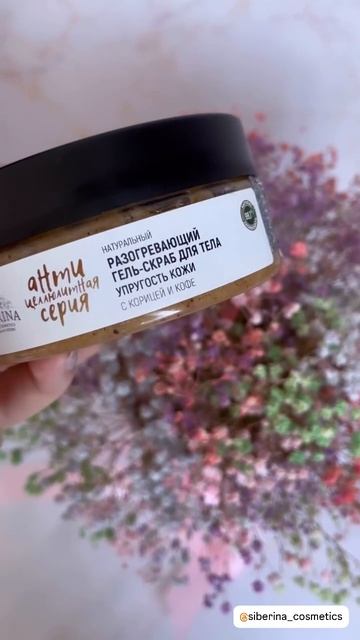 НАТУРАЛЬНЫЙ
РАЗОГРЕВАЮЩИЙ
ГЕЛЬ-СКРАБ ДЛЯ ТЕЛА
УПРУГОСТЬ КОЖИ
С КОРИЦЕЙ И КОФЕ
анти
целлюлитная
серия
@siberina_cosmetics